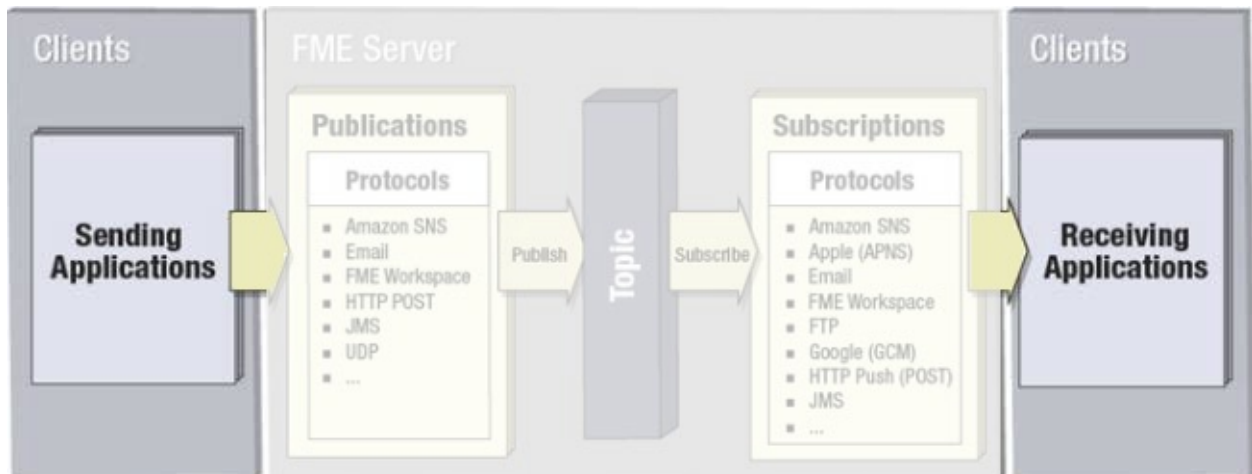 Clients
Sending
Applications
FME Server
Publications
Protocols
▪ Amazon SNS
▪ Email
▪ FME Workspace
▪ HTTP POST
▪ JMS
▪ UDP
▪ ...
Publish
Topic
Subscribe
Subscriptions
Protocols
▪ Amazon SNS
▪ Apple (APNS)
▪ Email
▪ FME Workspace
▪ FTP
▪ Google (GCM)
▪ HTTP Push (POST)
▪ JMS
▪ ...
Clients
Receiving
Applications